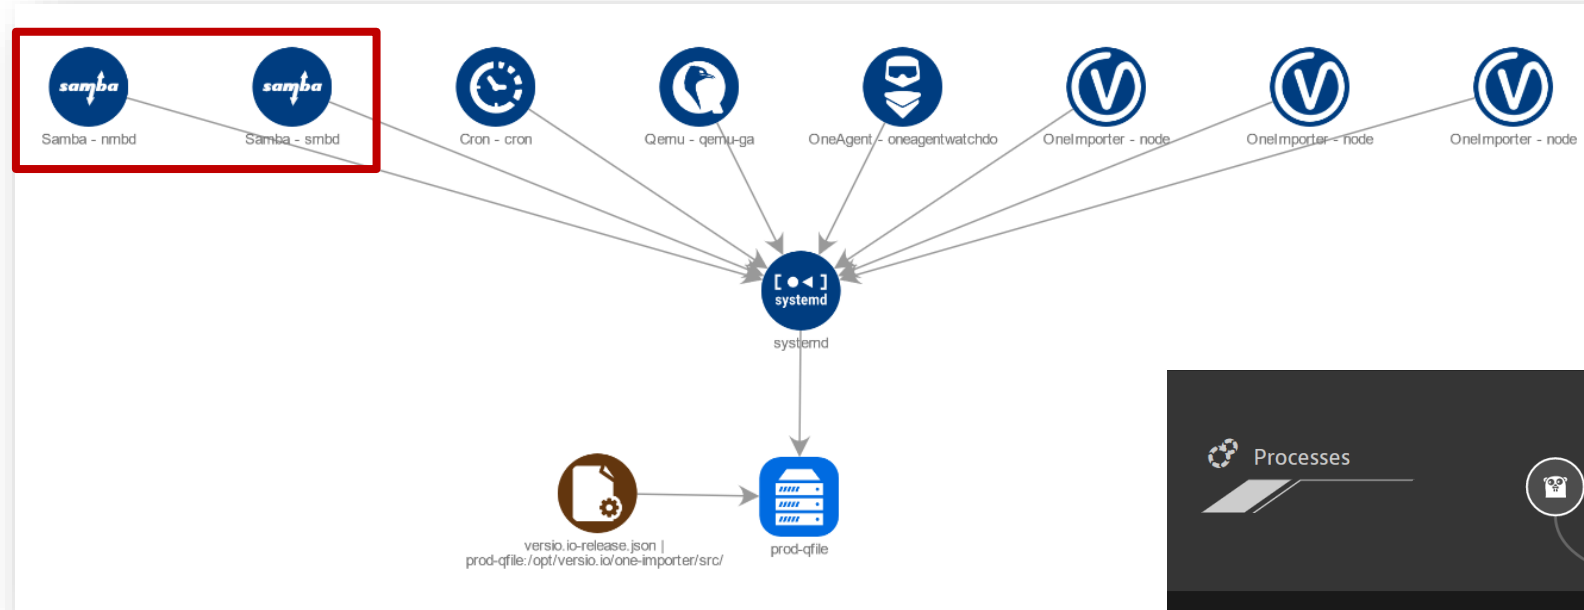 samba
samba
Samba - nmbd
Samba - smbd
Cron - cron
Qemu - qemu-ga
OneAgent - oneagentwatchdo
OneImporter - node
OneImporter - node
OneImporter - node
[ ●◄ ]
systemd
systemd
versio.io-release.json |
prod-qfile:/opt/versio.io/one-importer/src/
prod-qfile
Processes